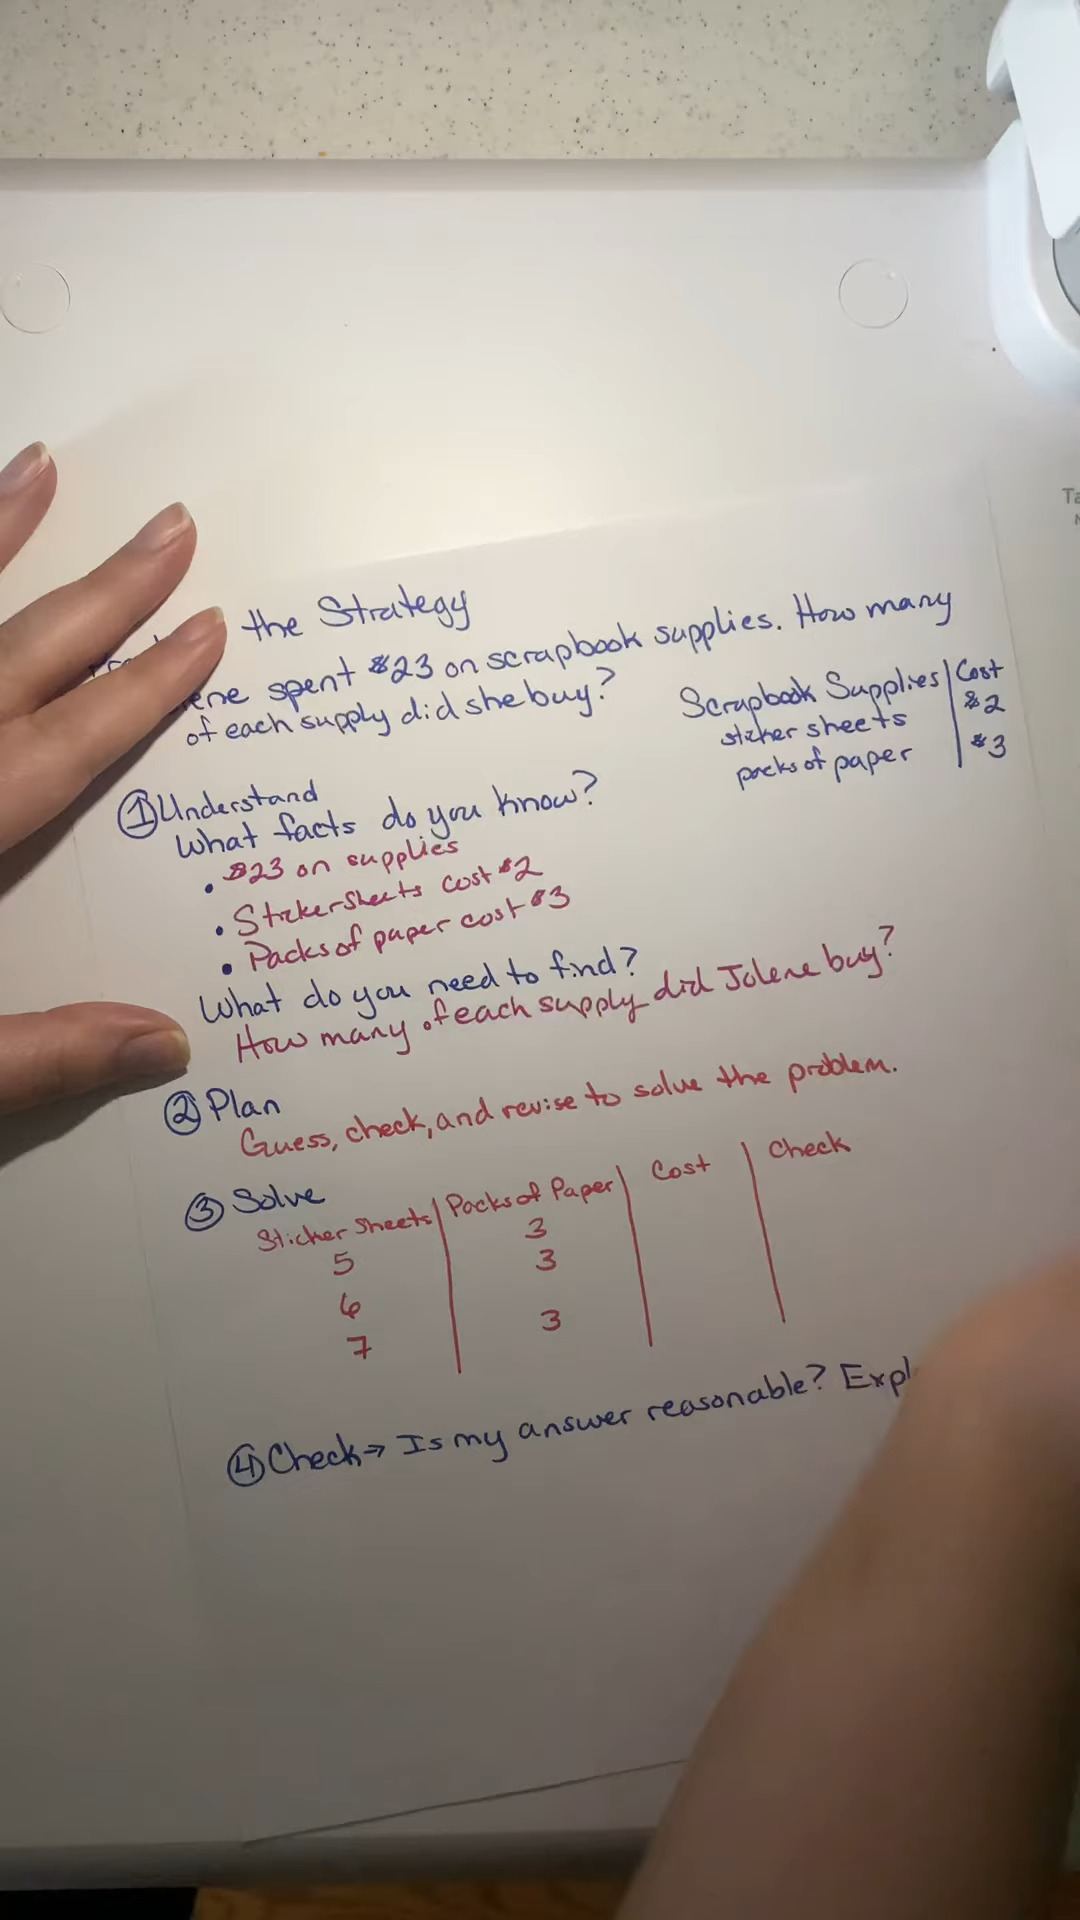 the Strategy
spent $23 on scrapbook supplies. How many
of each supply did she buy?
Scrapbook Supplies | Cost
sticker sheets $2
packs of paper $3
① Understand
What facts do you know?
• $23 on supplies
• Sticker Sheets cost $2
• Packs of paper cost $3
What do you need to find?
How many of each supply did Jolene buy?
② Plan
Guess, check, and revise to solve the problem.
③ Solve
Sticker Sheets | Packs of Paper | Cost | Check
5 3
6 3
7 3
④ Check → Is my answer reasonable?